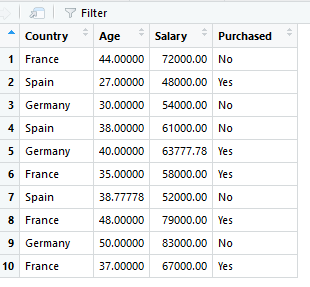 Filter
Country Age Salary Purchased
1 France 44.00000 72000.00 No
2 Spain 27.00000 48000.00 Yes
3 Germany 30.00000 54000.00 No
4 Spain 38.00000 61000.00 No
5 Germany 40.00000 63777.78 Yes
6 France 35.00000 58000.00 Yes
7 Spain 38.77778 52000.00 No
8 France 48.00000 79000.00 Yes
9 Germany 50.00000 83000.00 No
10 France 37.00000 67000.00 Yes